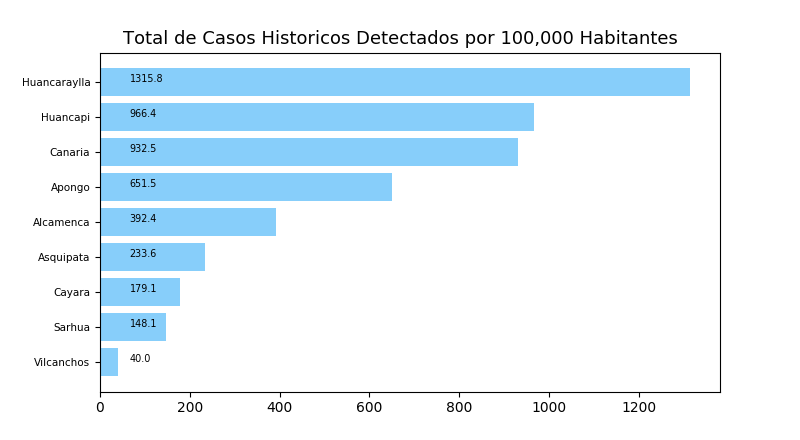 Total de Casos Historicos Detectados por 100,000 Habitantes
Huancaraylla 1315.8
Huancapi 966.4
Canaria 932.5
Apongo 651.5
Alcamenca 392.4
Asquipata 233.6
Cayara 179.1
Sarhua 148.1
Vilcanchos 40.0
0 200 400 600 800 1000 1200